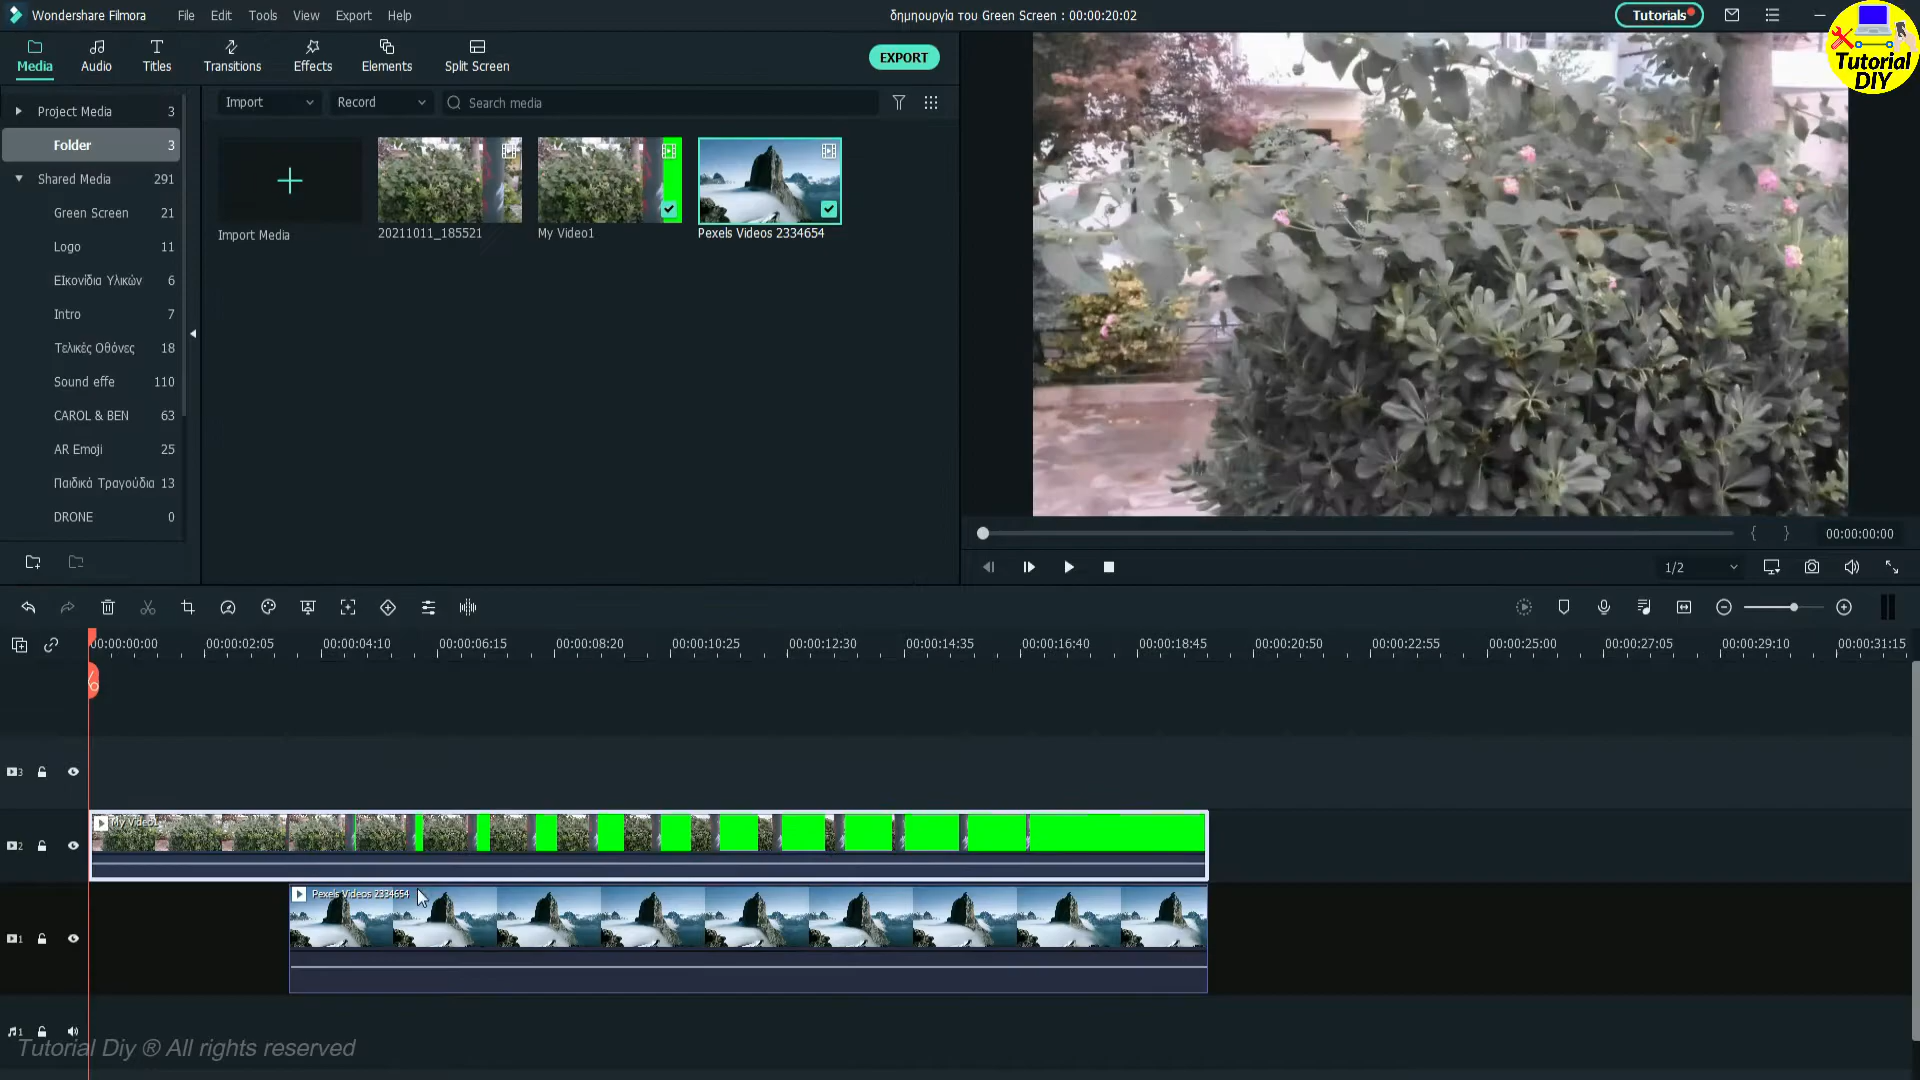 Wondershare Filmora
File Edit Tools View Export Help
δημηουργία του Green Screen : 00:00:20:02
Tutorials
Tutorial
DIY
Media Audio Titles Transitions Effects Elements Split Screen
EXPORT
Import Record Search media
Project Media 3
Folder 3
Shared Media 291
Green Screen 21
Logo 11
ΕΙκονίδια Υλικών 6
Intro 7
Τελικές Οθόνες 18
Sound effe 110
CAROL & BEN 63
AR Emoji 25
Παιδικά Τραγούδια 13
DRONE 0
Import Media
20211011_185521
My Video1
Pexels Videos 2334654
{ } 00:00:00:00
1/2
00:00:00:00 00:00:02:05 00:00:04:10 00:00:06:15 00:00:08:20 00:00:10:25 00:00:12:30 00:00:14:35 00:00:16:40 00:00:18:45 00:00:20:50 00:00:22:55 00:00:25:00 00:00:27:05 00:00:29:10 00:00:31:15
3
2
My Video1
1
Pexels Videos 2334654
1
Tutorial Diy ® All rights reserved